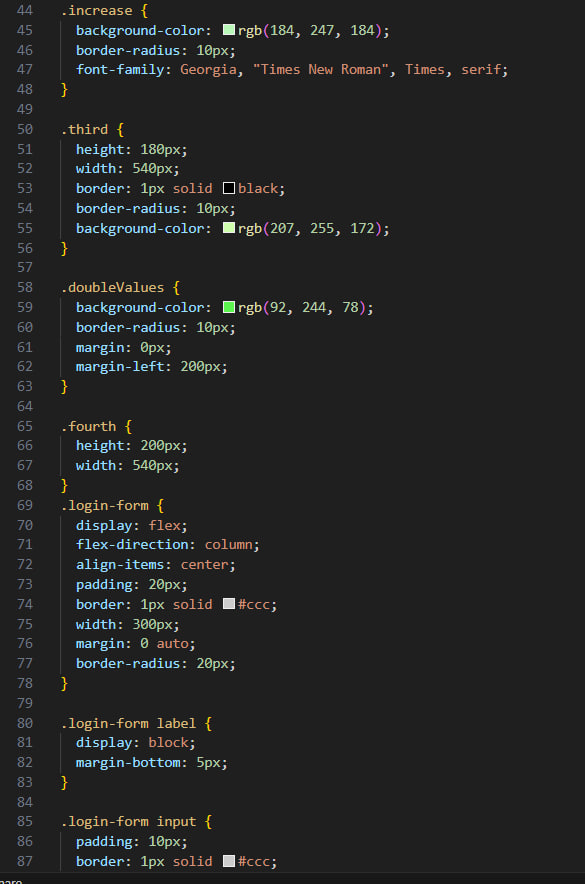 44 .increase {
45 background-color: rgb(184, 247, 184);
46 border-radius: 10px;
47 font-family: Georgia, "Times New Roman", Times, serif;
48 }
49
50 .third {
51 height: 180px;
52 width: 540px;
53 border: 1px solid black;
54 border-radius: 10px;
55 background-color: rgb(207, 255, 172);
56 }
57
58 .doubleValues {
59 background-color: rgb(92, 244, 78);
60 border-radius: 10px;
61 margin: 0px;
62 margin-left: 200px;
63 }
64
65 .fourth {
66 height: 200px;
67 width: 540px;
68 }
69 .login-form {
70 display: flex;
71 flex-direction: column;
72 align-items: center;
73 padding: 20px;
74 border: 1px solid #ccc;
75 width: 300px;
76 margin: 0 auto;
77 border-radius: 20px;
78 }
79
80 .login-form label {
81 display: block;
82 margin-bottom: 5px;
83 }
84
85 .login-form input {
86 padding: 10px;
87 border: 1px solid #ccc;